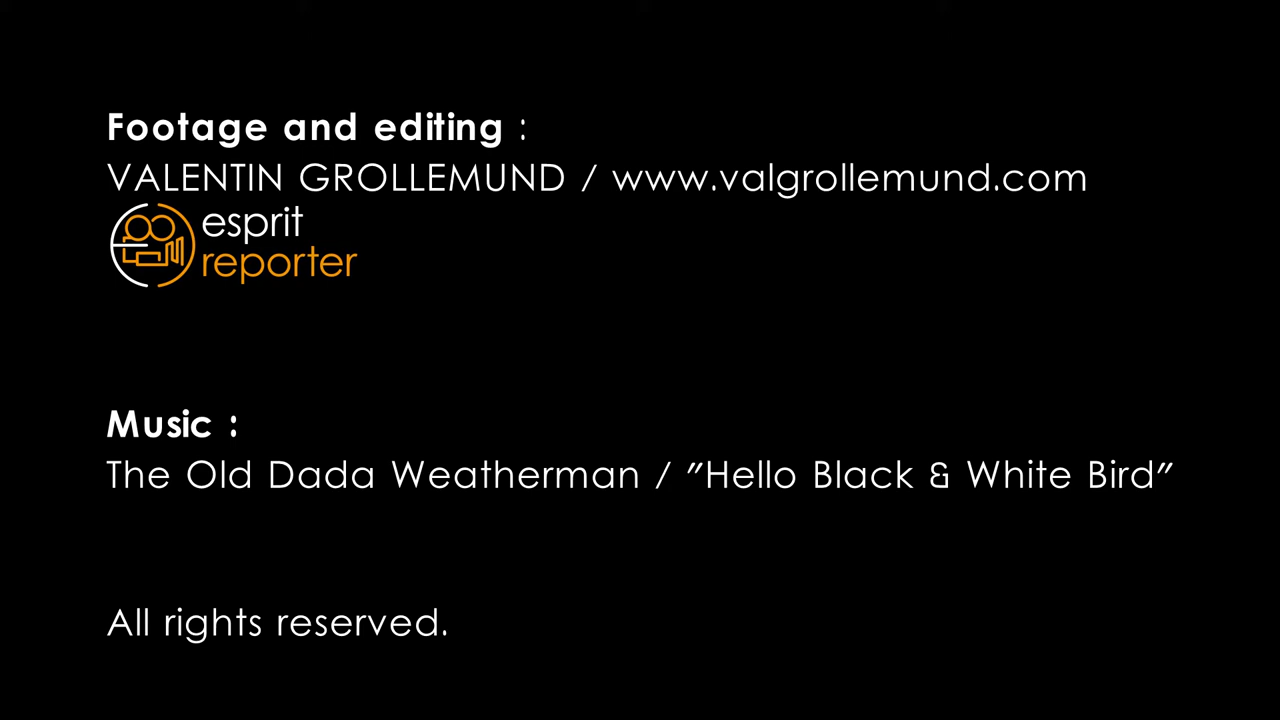 Footage and editing :
VALENTIN GROLLEMUND / www.valgrollemund.com
esprit
reporter
Music :
The Old Dada Weatherman / "Hello Black & White Bird"
All rights reserved.